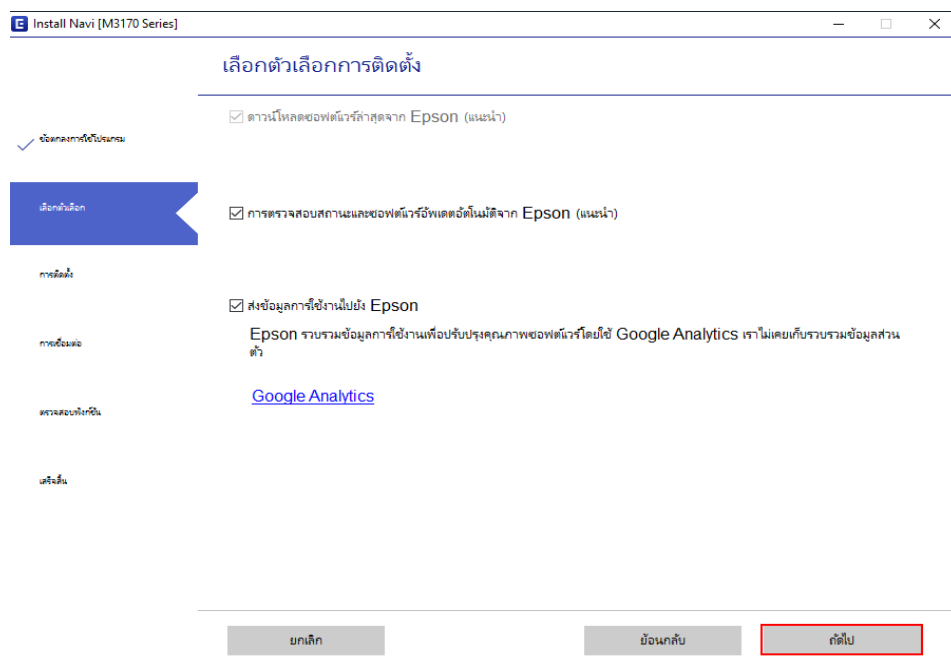 Install Navi [M3170 Series]
เลือกตัวเลือกการติดตั้ง
ดาวน์โหลดซอฟต์แวร์ล่าสุดจาก Epson (แนะนำ)
ข้อตกลงการใช้โปรแกรม
เลือกตัวเลือก
การตรวจสอบสถานะและซอฟต์แวร์อัพเดตอัตโนมัติจาก Epson (แนะนำ)
การติดตั้ง
ส่งข้อมูลการใช้งานไปยัง Epson
Epson รวบรวมข้อมูลการใช้งานเพื่อปรับปรุงคุณภาพซอฟต์แวร์โดยใช้ Google Analytics เราไม่เคยเก็บรวบรวมข้อมูลส่วน
ตัว
การเชื่อมต่อ
Google Analytics
ตรวจสอบฟังก์ชัน
เสร็จสิ้น
ยกเลิก
ย้อนกลับ
ถัดไป